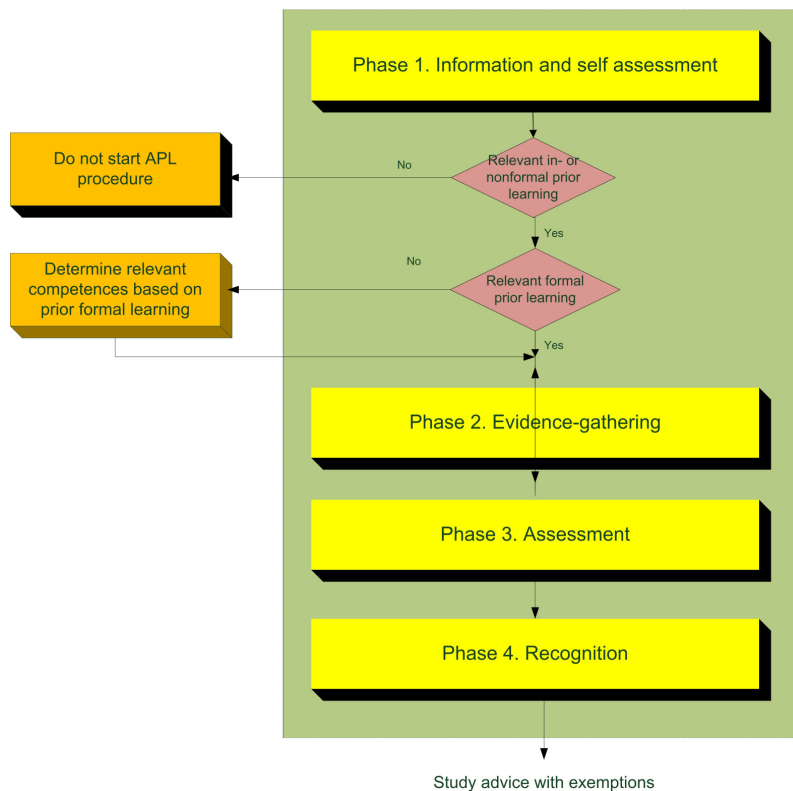 Phase 1. Information and self assessment
Do not start APL
procedure
No
Relevant in- or
nonformal prior
learning
Yes
Determine relevant
competences based on
prior formal learning
No
Relevant formal
prior learning
Yes
Phase 2. Evidence-gathering
Phase 3. Assessment
Phase 4. Recognition
Study advice with exemptions